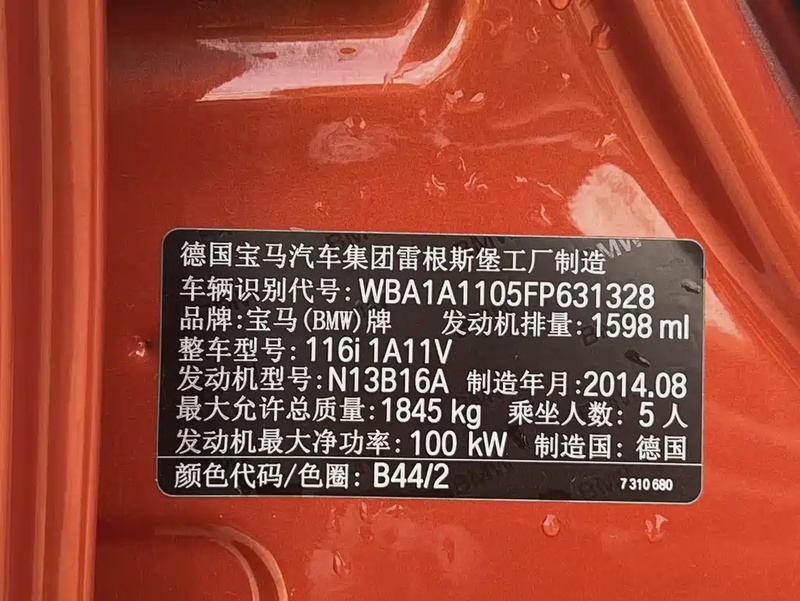 德国宝马汽车集团雷根斯堡工厂制造
车辆识别代号: WBA1A1105FP631328
品牌: 宝马(BMW)牌 发动机排量: 1598 ml
整车型号: 116i 1A11V
发动机型号: N13B16A 制造年月: 2014.08
最大允许总质量: 1845 kg 乘坐人数: 5 人
发动机最大净功率: 100 kW 制造国: 德国
颜色代码/色圈: B44/2
7 310 680